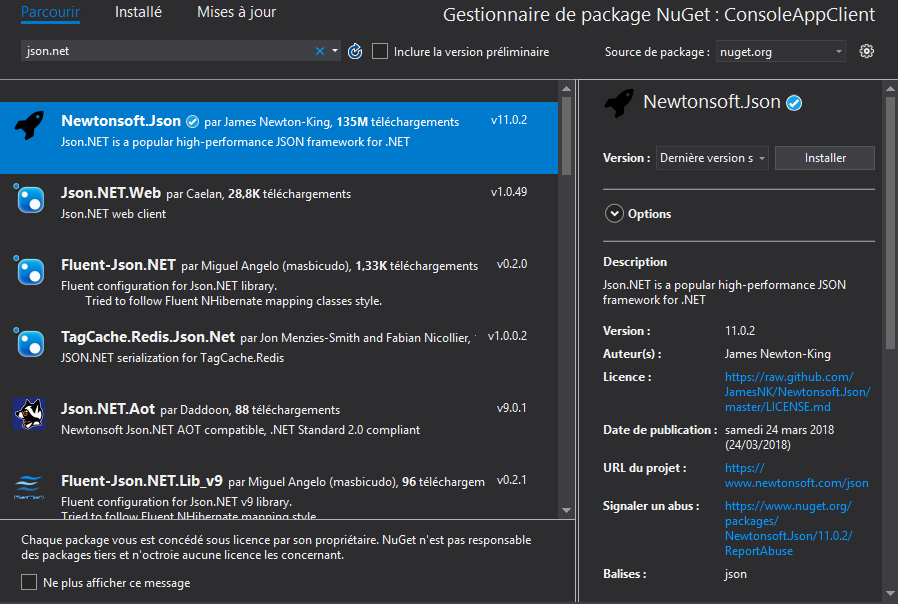 Parcourir Installé Mises à jour
Gestionnaire de package NuGet : ConsoleAppClient
json.net
Inclure la version préliminaire
Source de package : nuget.org
Newtonsoft.Json par James Newton-King, 135M téléchargements v11.0.2
Json.NET is a popular high-performance JSON framework for .NET
Json.NET.Web par Caelan, 28,8K téléchargements v1.0.49
Json.NET web client
Fluent-Json.NET par Miguel Angelo (masbicudo), 1,33K téléchargements v0.2.0
Fluent configuration for Json.NET library.
Tried to follow Fluent NHibernate mapping classes style.
TagCache.Redis.Json.Net par Jon Menzies-Smith and Fabian Nicollier, v1.0.0.2
JSON.NET serialization for TagCache.Redis
Json.NET.Aot par Daddoon, 88 téléchargements v9.0.1
Newtonsoft Json.NET AOT compatible, .NET Standard 2.0 compliant
Fluent-Json.NET.Lib_v9 par Miguel Angelo (masbicudo), 96 téléchargem v0.2.1
Fluent configuration for Json.NET v9 library.
Tried to follow Fluent NHibernate mapping style.
Chaque package vous est concédé sous licence par son propriétaire. NuGet n'est pas responsable
des packages tiers et n'octroie aucune licence les concernant.
Ne plus afficher ce message
Newtonsoft.Json
Version : Dernière version s Installer
Options
Description
Json.NET is a popular high-performance JSON
framework for .NET
Version : 11.0.2
Auteur(s) : James Newton-King
Licence : https://raw.github.com/
JamesNK/Newtonsoft.Json/
master/LICENSE.md
Date de publication : samedi 24 mars 2018
(24/03/2018)
URL du projet : https://
www.newtonsoft.com/json
Signaler un abus : https://www.nuget.org/
packages/
Newtonsoft.Json/11.0.2/
ReportAbuse
Balises : json